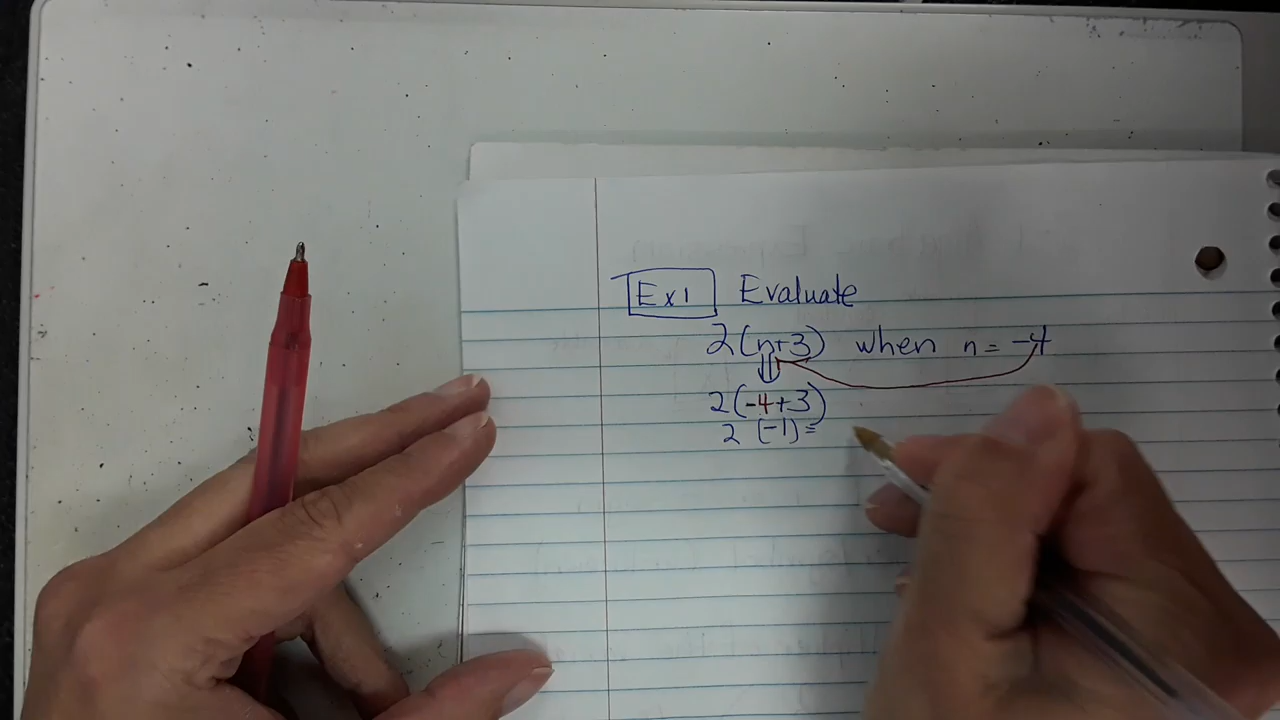 Ex1 Evaluate
2(n+3) when n = -4
2(-4+3)
2 (-1) =